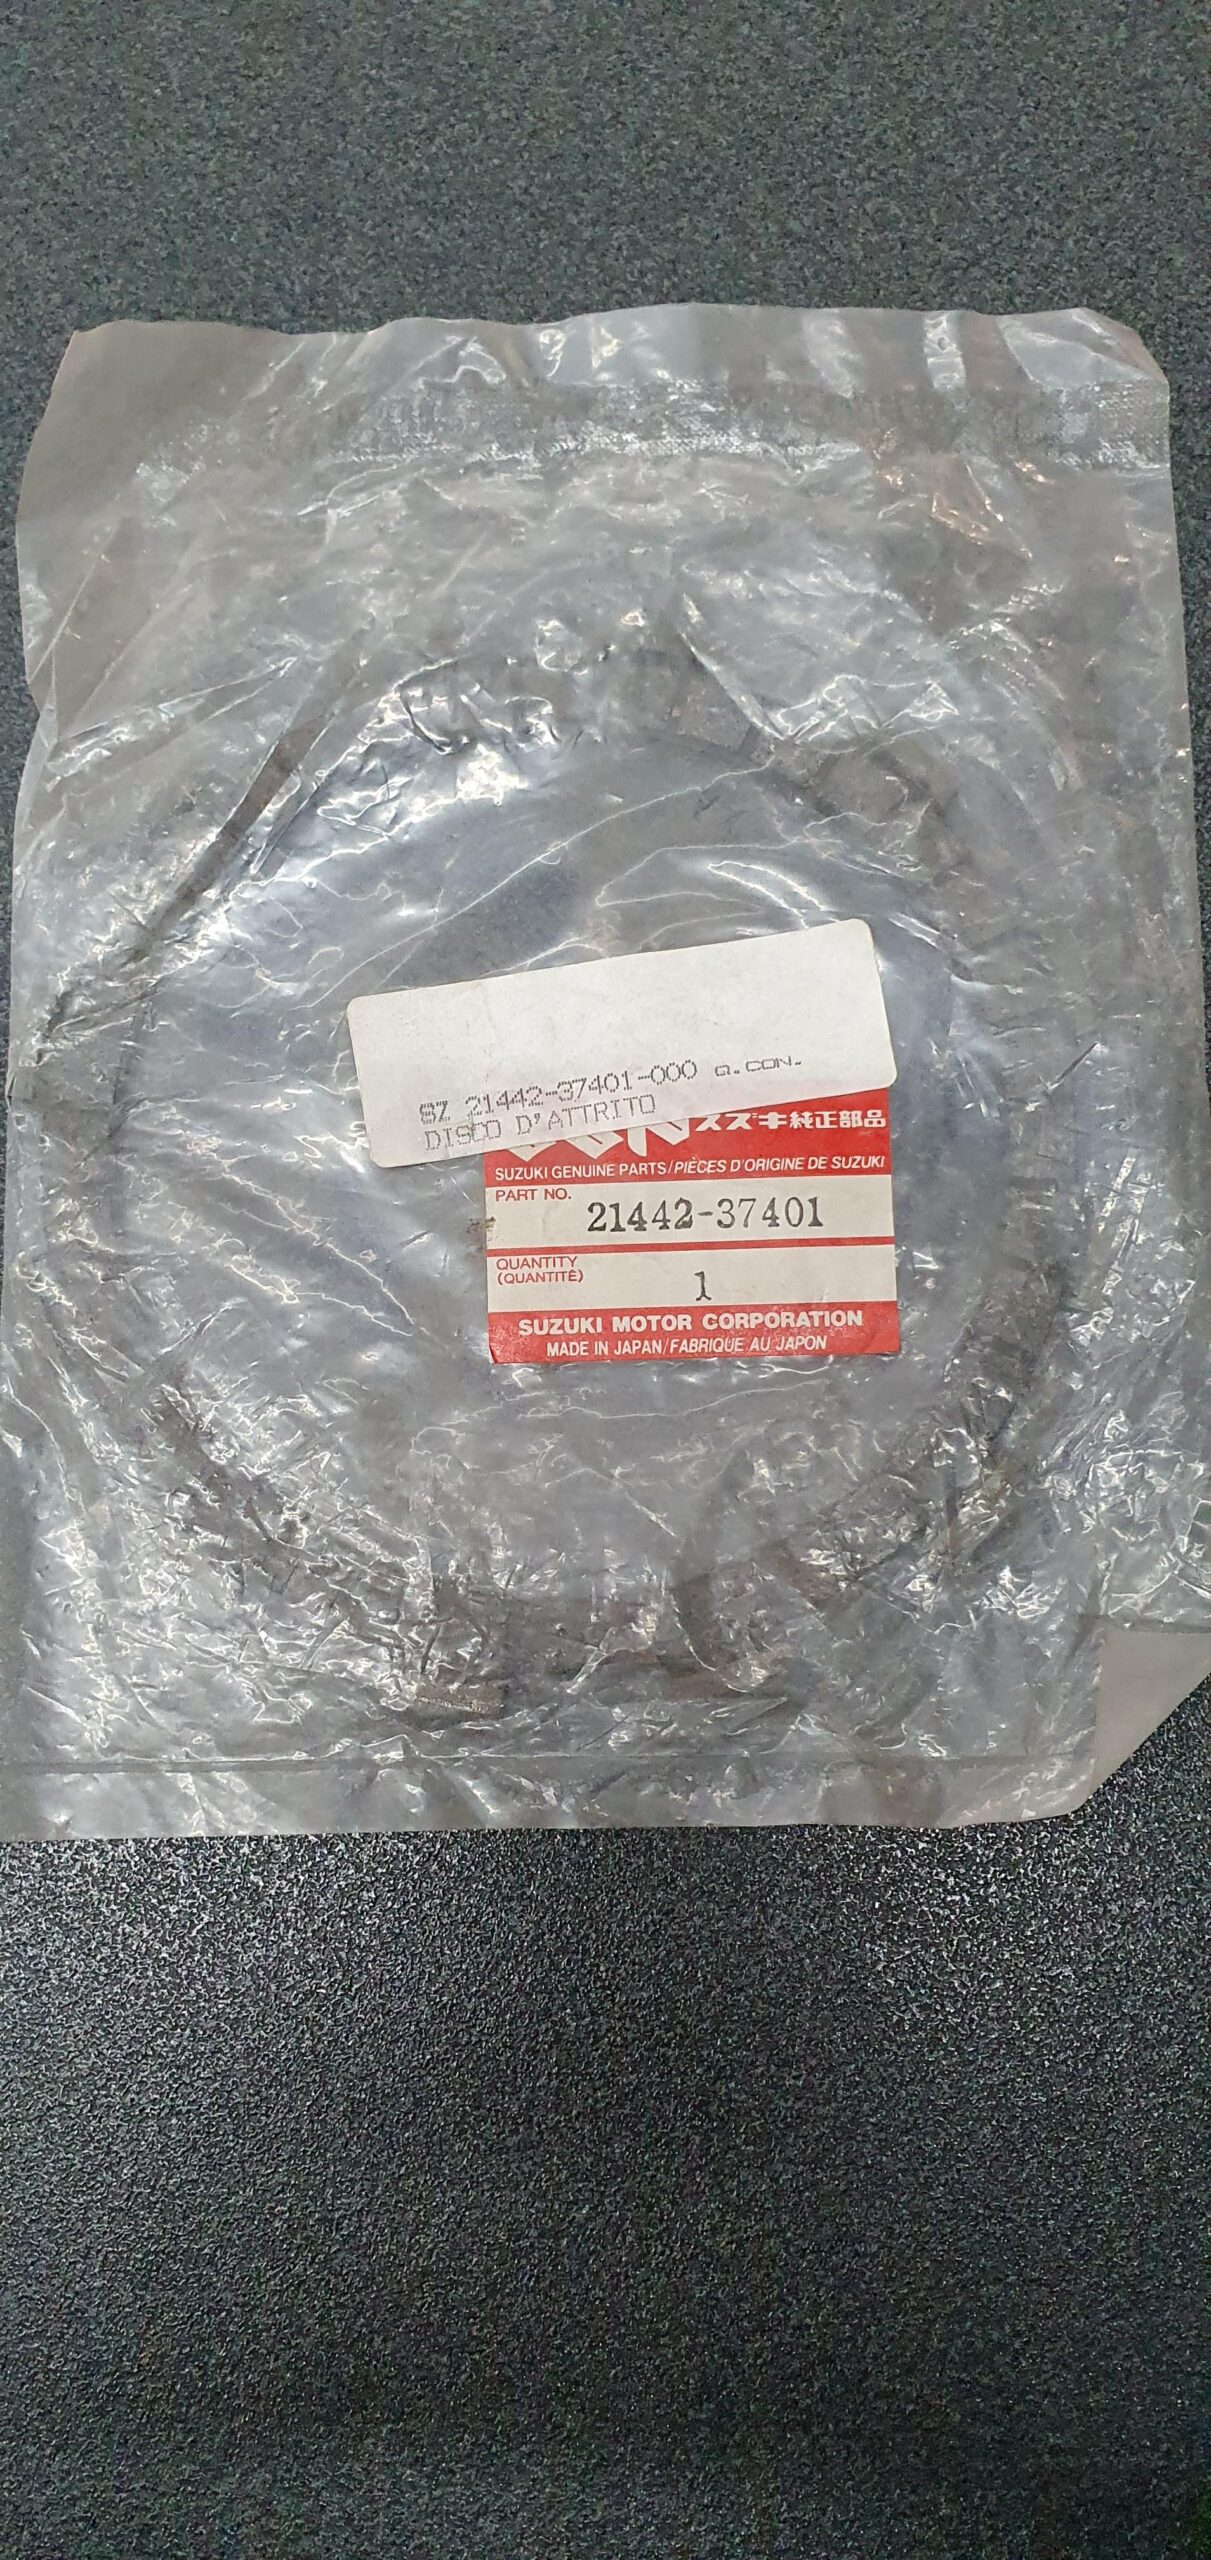 SZ 21442-37401-000 Q.CON.
DISCO D'ATTRITO
スズキ純正部品
SUZUKI GENUINE PARTS/PIÈCES D'ORIGINE DE SUZUKI
PART NO.
21442-37401
QUANTITY
(QUANTITÉ)
1
SUZUKI MOTOR CORPORATION
MADE IN JAPAN/FABRIQUE AU JAPON